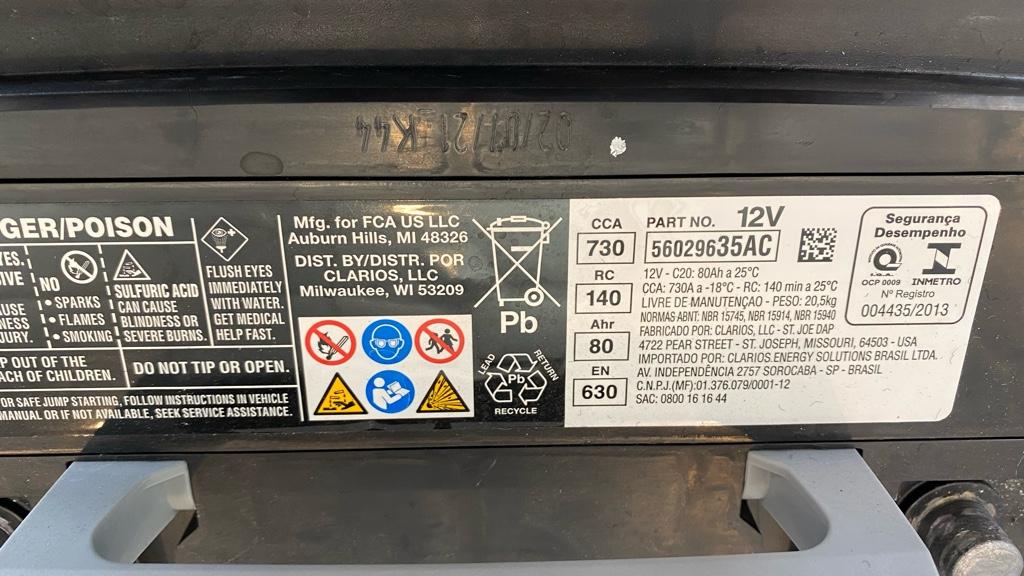 02/07/21 K44
GER/POISON
YES.
SIVE
CAUSE
NESS
JURY.
NO
• SPARKS
• FLAMES
• SMOKING
SULFURIC ACID
CAN CAUSE
BLINDNESS OR
SEVERE BURNS.
FLUSH EYES
IMMEDIATELY
WITH WATER.
GET MEDICAL
HELP FAST.
P OUT OF THE
ACH OF CHILDREN.
DO NOT TIP OR OPEN.
FOR SAFE JUMP STARTING, FOLLOW INSTRUCTIONS IN VEHICLE
MANUAL OR IF NOT AVAILABLE, SEEK SERVICE ASSISTANCE.
Mfg. for FCA US LLC
Auburn Hills, MI 48326
DIST. BY/DISTR. POR
CLARIOS, LLC
Milwaukee, WI 53209
Pb
LEAD
RETURN
Pb
RECYCLE
CCA
730
RC
140
Ahr
80
EN
630
PART NO. 12V
56029635AC
12V - C20: 80Ah a 25°C
CCA: 730A a -18°C - RC: 140 min a 25°C
LIVRE DE MANUTENÇAO - PESO: 20,5kg
NORMAS ABNT: NBR 15745, NBR 15914, NBR 15940
FABRICADO POR: CLARIOS, LLC - ST. JOE DAP
4722 PEAR STREET - ST. JOSEPH, MISSOURI, 64503 - USA
IMPORTADO POR: CLARIOS ENERGY SOLUTIONS BRASIL LTDA.
AV. INDEPENDÊNCIA 2757 SOROCABA - SP - BRASIL
C.N.P.J.(MF):01.376.079/0001-12
SAC: 0800 16 16 44
Segurança
Desempenho
I.Q.A.
OCP 0009
INMETRO
Nº Registro
004435/2013